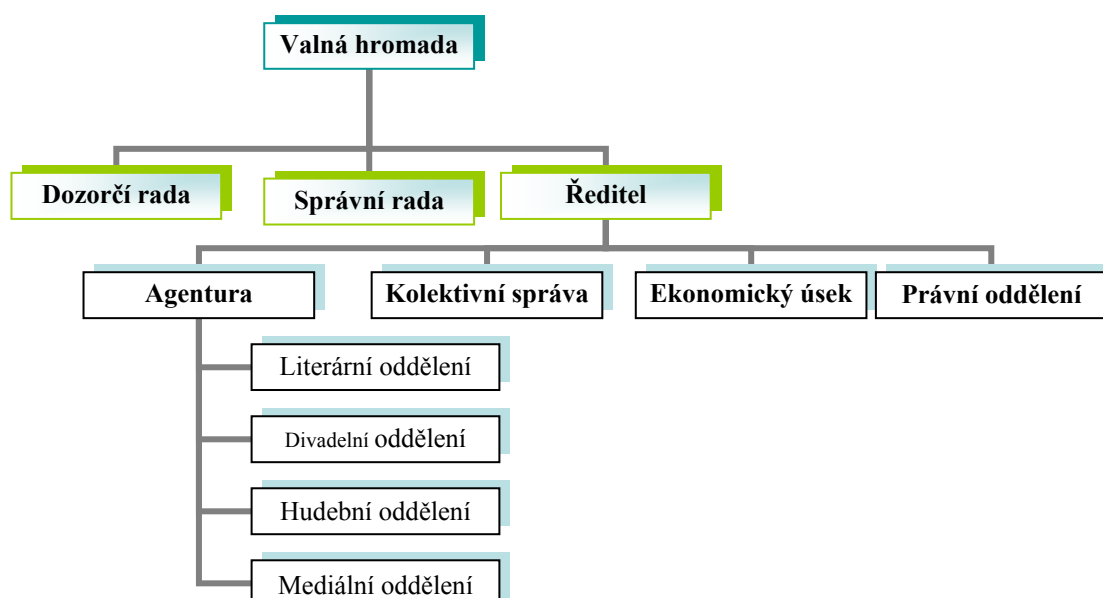 Valná hromada
Dozorčí rada
Správní rada
Ředitel
Agentura
Kolektivní správa
Ekonomický úsek
Právní oddělení
Literární oddělení
Divadelní oddělení
Hudební oddělení
Mediální oddělení